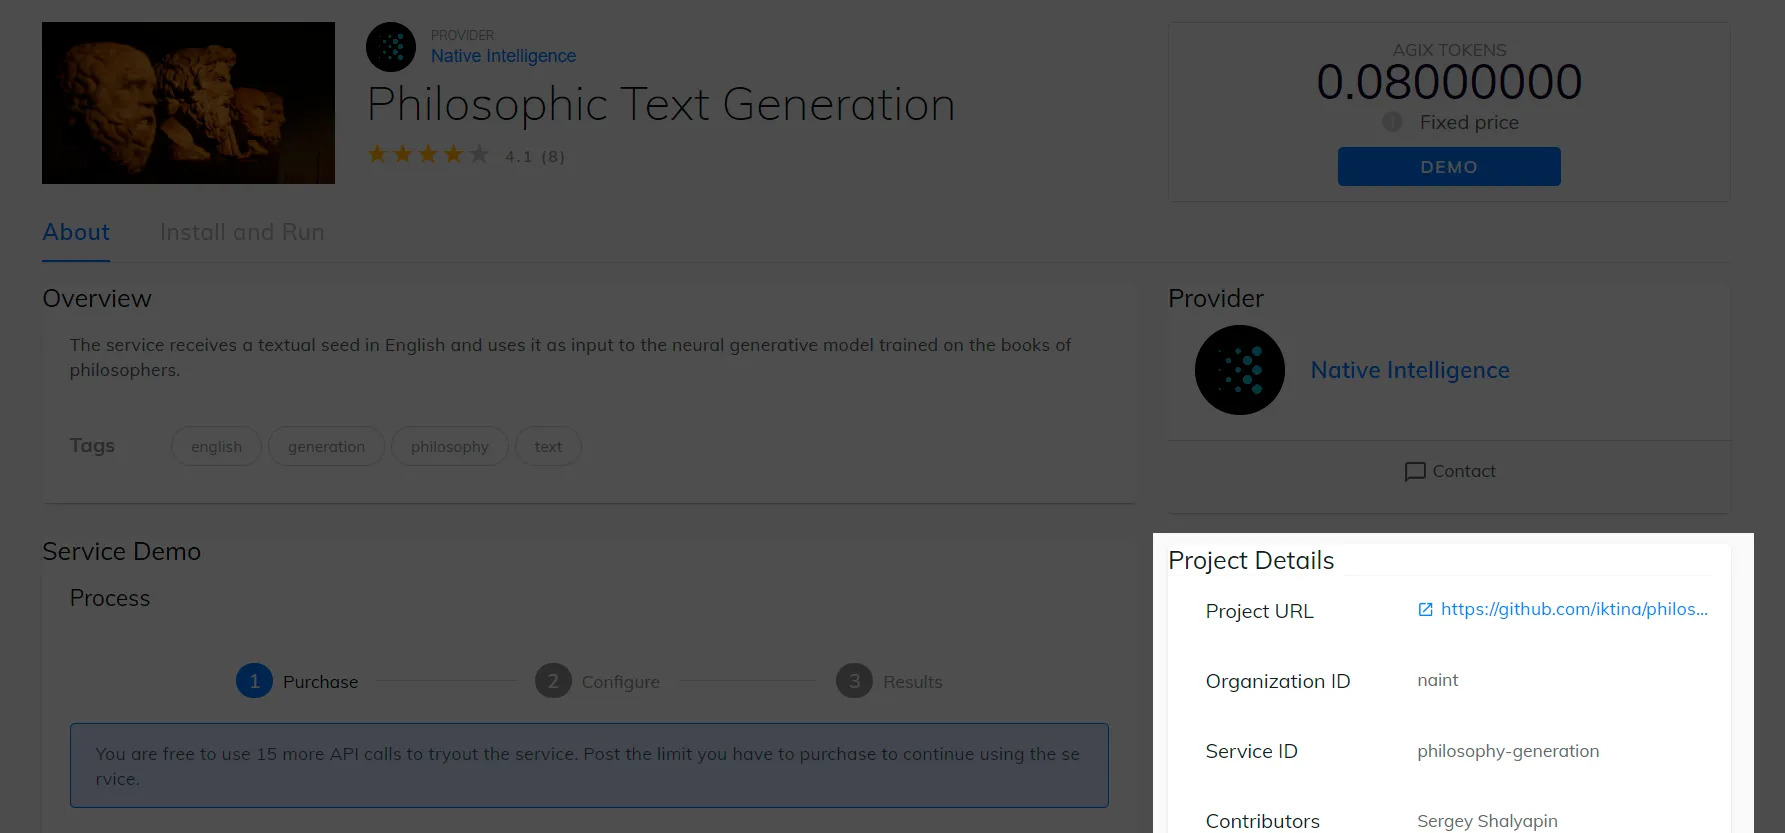 PROVIDER
Native Intelligence
Philosophic Text Generation
4.1 (8)
AGIX TOKENS
0.08000000
Fixed price
DEMO
About
Install and Run
Overview
The service receives a textual seed in English and uses it as input to the neural generative model trained on the books of
philosophers.
Tags
english
generation
philosophy
text
Provider
Native Intelligence
Contact
Service Demo
Process
1 Purchase
2 Configure
3 Results
You are free to use 15 more API calls to tryout the service. Post the limit you have to purchase to continue using the se
rvice.
Project Details
Project URL
https://github.com/iktina/philos...
Organization ID
naint
Service ID
philosophy-generation
Contributors
Sergey Shalyapin